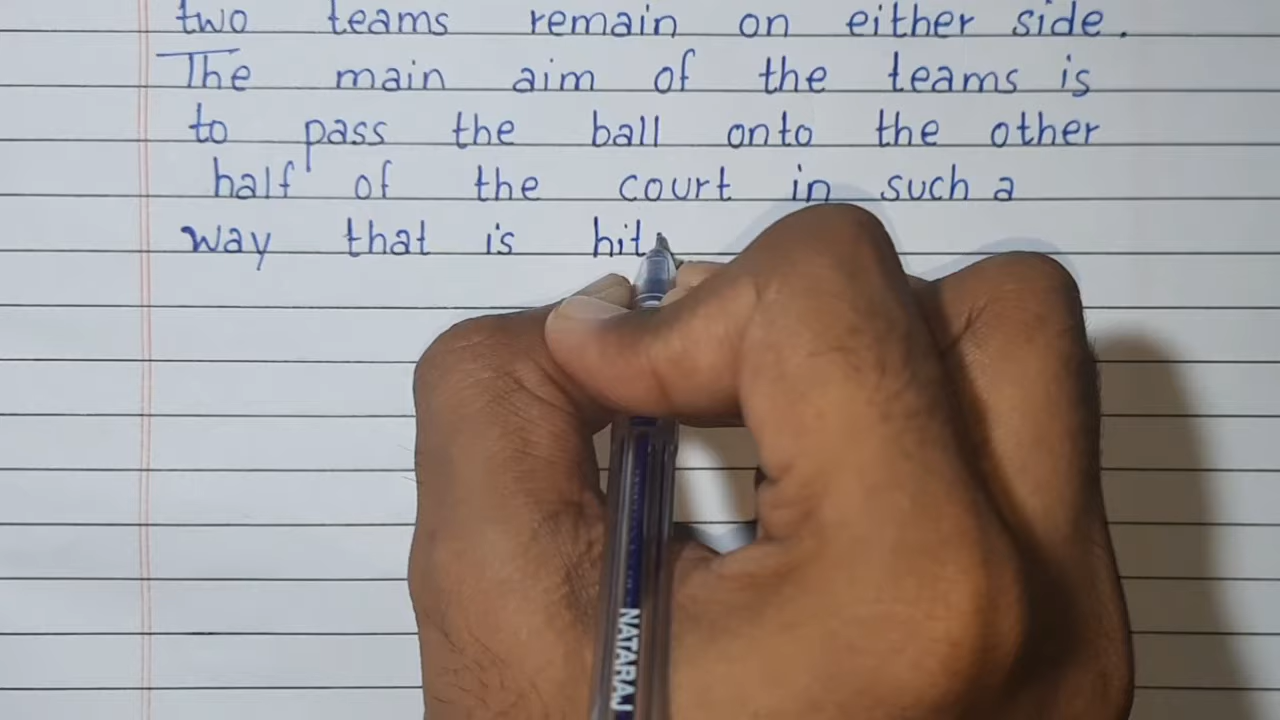 two teams remain on either side.
The main aim of the teams is
to pass the ball onto the other
half of the court in such a
way that is hit
NATARAJ